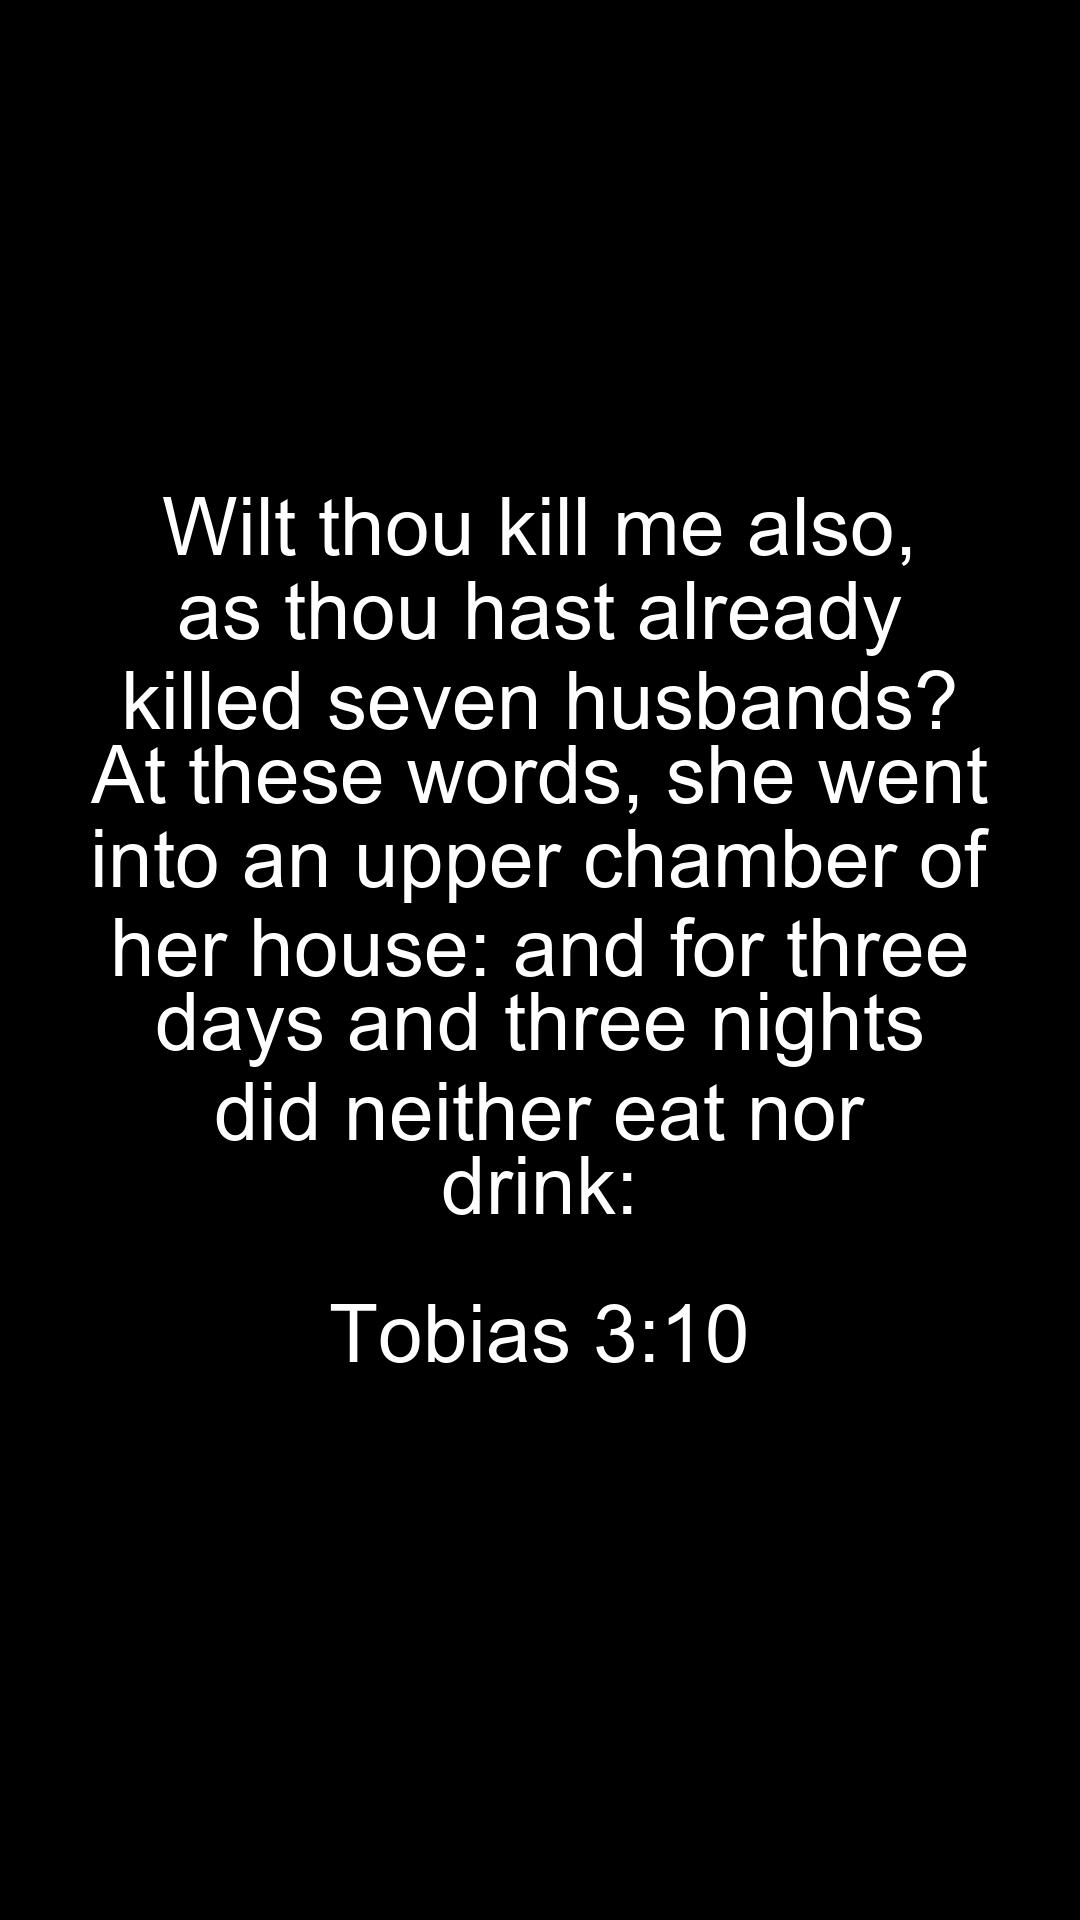 Wilt thou kill me also,
as thou hast already
killed seven husbands?
At these words, she went
into an upper chamber of
her house: and for three
days and three nights
did neither eat nor
drink:
Tobias 3:10